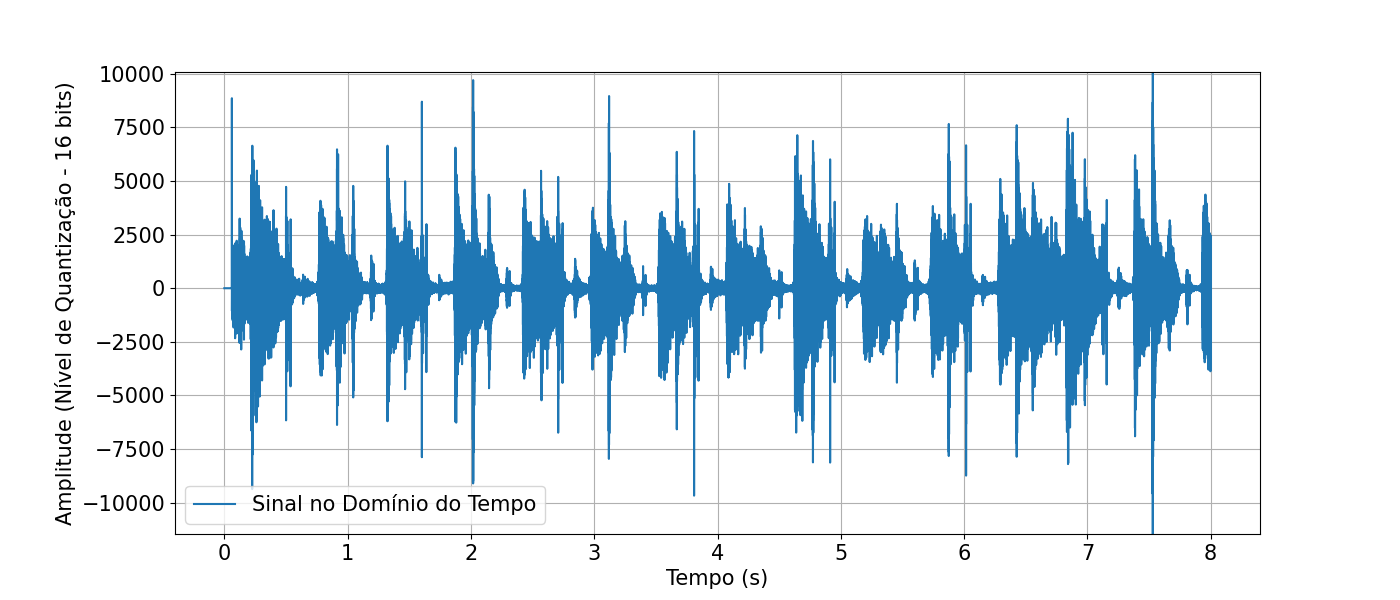 Amplitude (Nível de Quantização - 16 bits)
10000
7500
5000
2500
0
−2500
−5000
−7500
−10000
Sinal no Domínio do Tempo
0 1 2 3 4 5 6 7 8
Tempo (s)